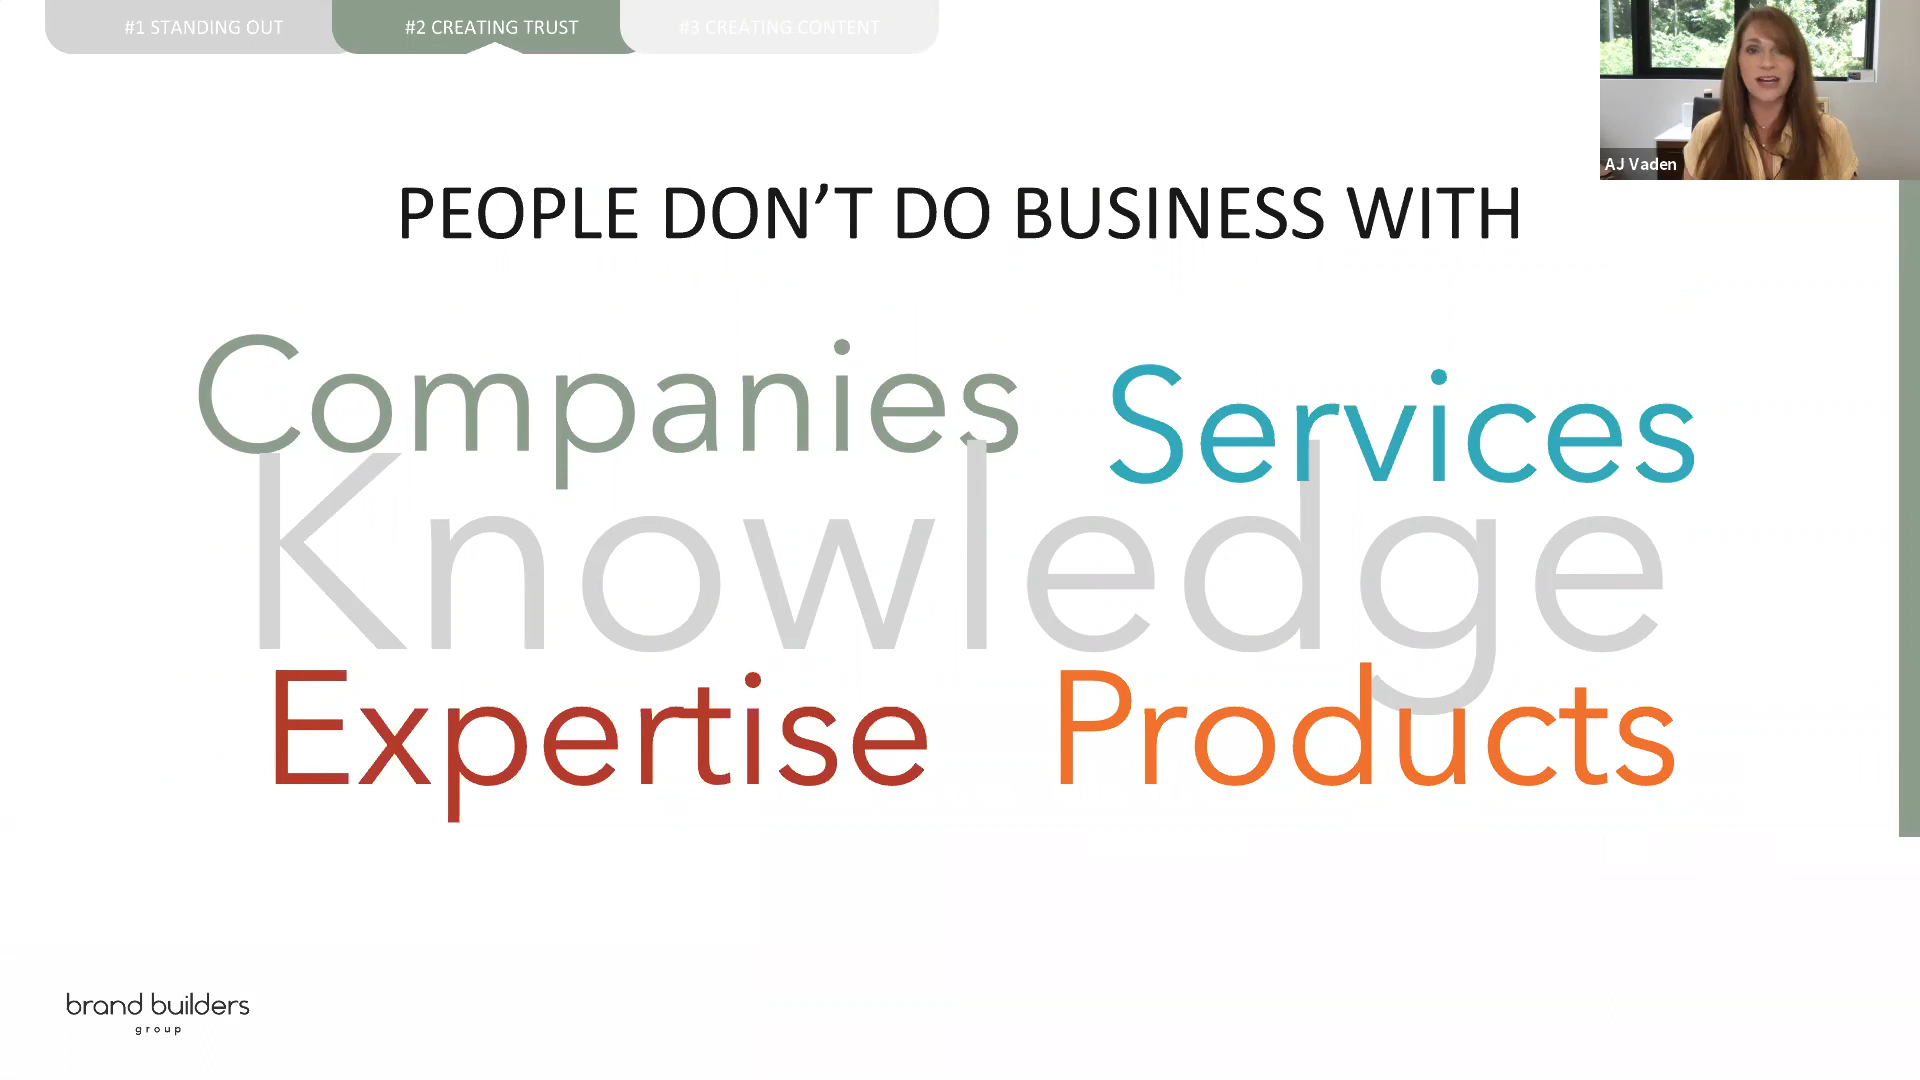 #1 STANDING OUT
#2 CREATING TRUST
#3 CREATING CONTENT
AJ Vaden
PEOPLE DON’T DO BUSINESS WITH
Companies
Services
Knowledge
Expertise
Products
brand builders
group